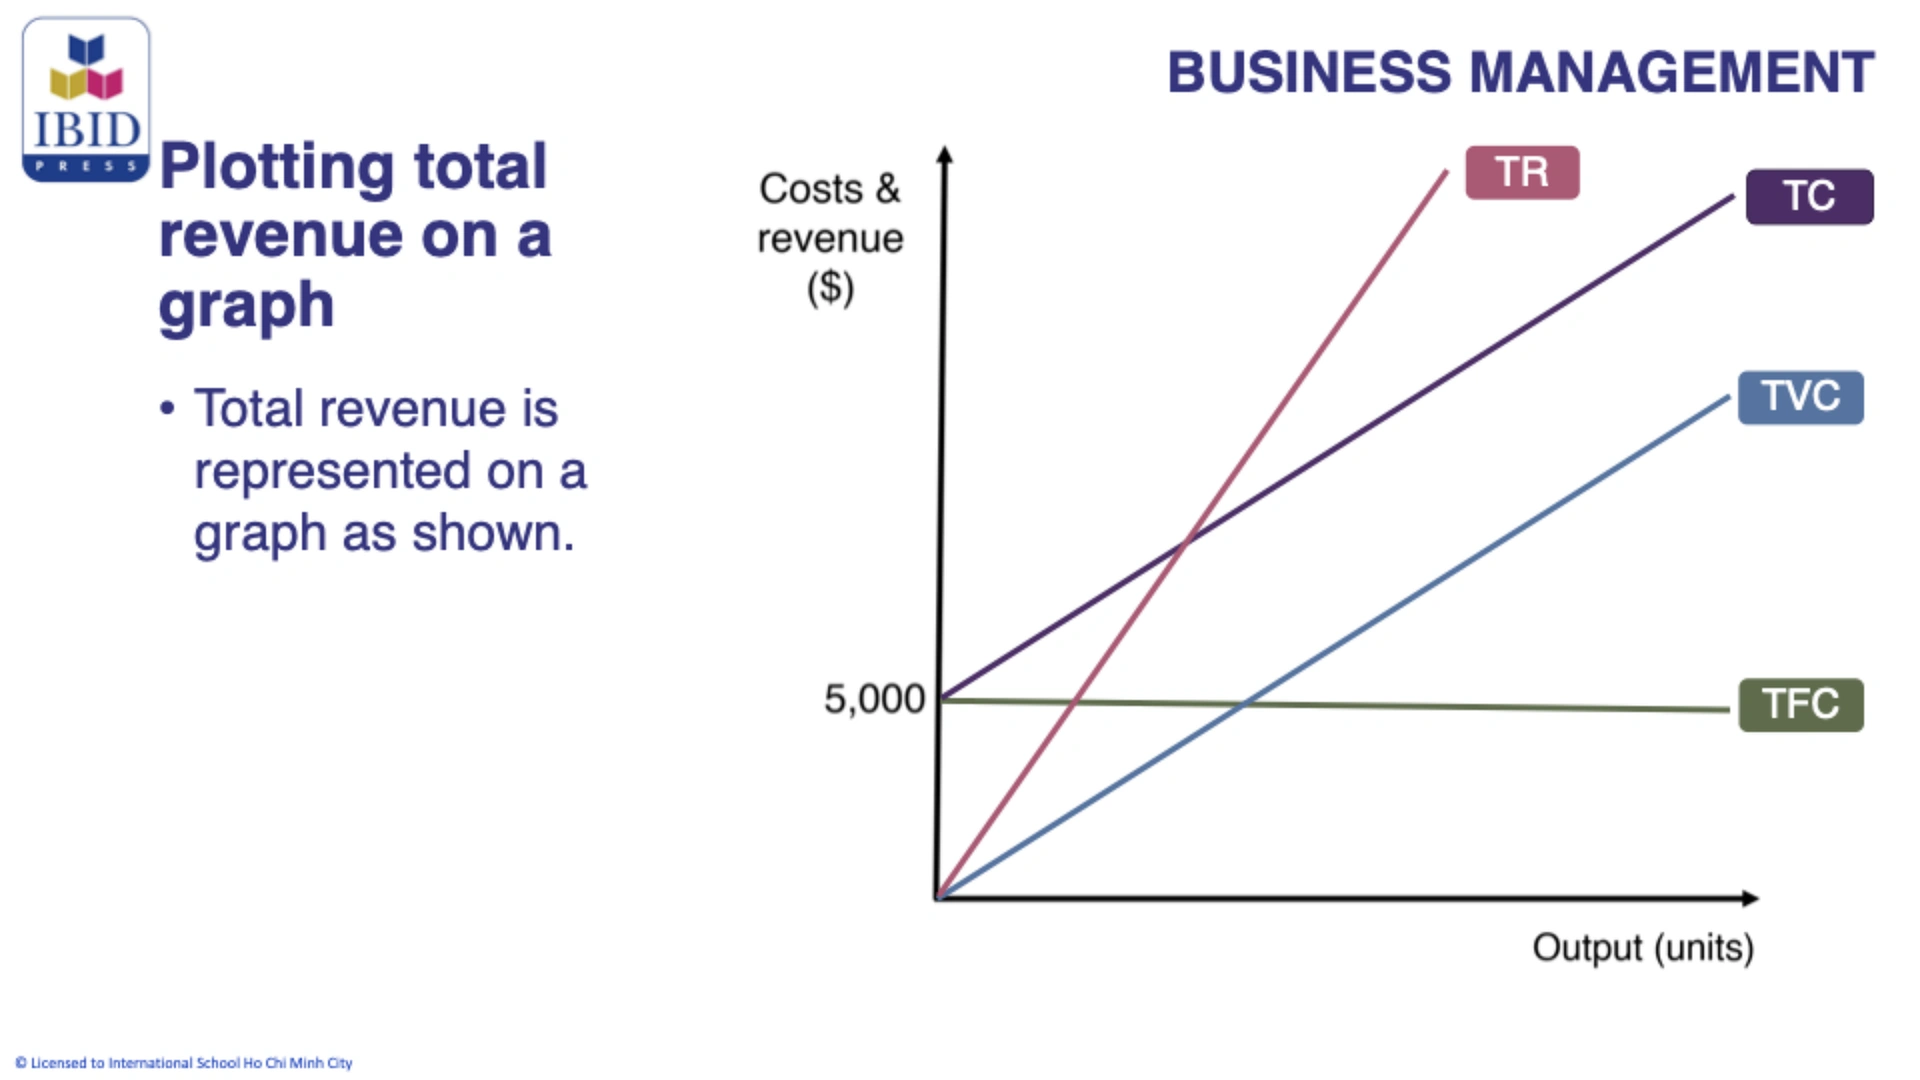 IBID
PRESS
BUSINESS MANAGEMENT
Plotting total
revenue on a
graph
• Total revenue is
represented on a
graph as shown.
Costs &
revenue
($)
TR
TC
TVC
5,000
TFC
Output (units)
© Licensed to International School Ho Chi Minh City